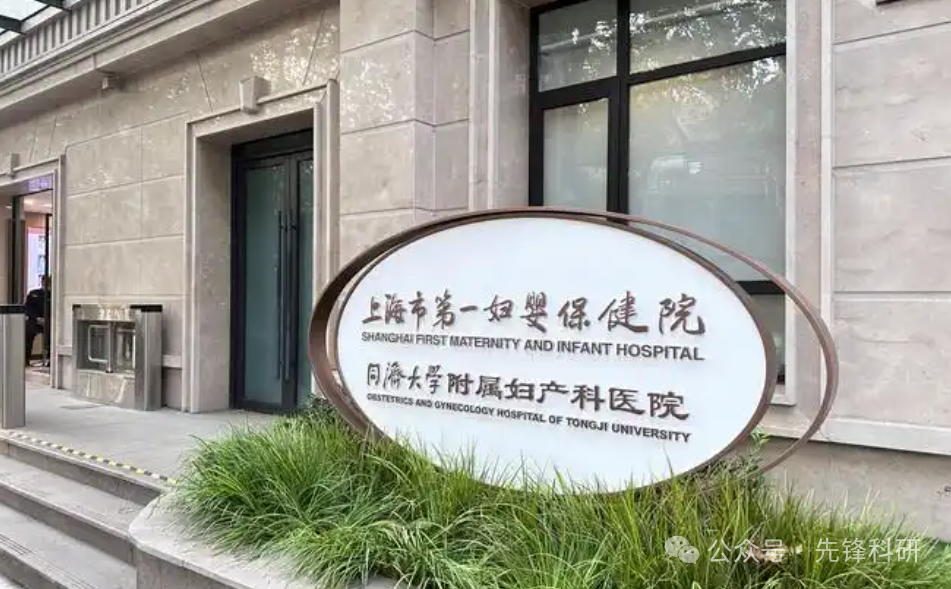 上海市第一妇婴保健院
SHANGHAI FIRST MATERNITY AND INFANT HOSPITAL
同濟大学附属妇产科医院
OBSTETRICS AND GYNECOLOGY HOSPITAL OF TONGJI UNIVERSITY
公众号·先锋科研